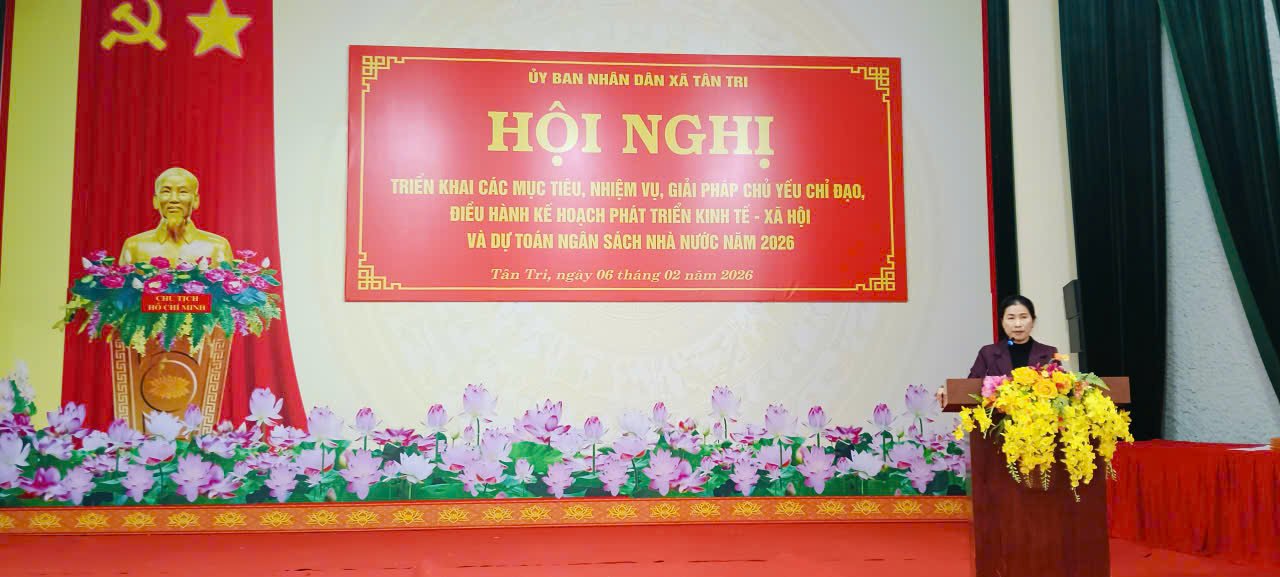 ỦY BAN NHÂN DÂN XÃ TÂN TRI
HỘI NGHỊ
TRIỂN KHAI CÁC MỤC TIÊU, NHIỆM VỤ, GIẢI PHÁP CHỦ YẾU CHỈ ĐẠO,
ĐIỀU HÀNH KẾ HOẠCH PHÁT TRIỂN KINH TẾ - XÃ HỘI
VÀ DỰ TOÁN NGÂN SÁCH NHÀ NƯỚC NĂM 2026
Tân Tri, ngày 06 tháng 02 năm 2026
CHỦ TỊCH
HỒ CHÍ MINH